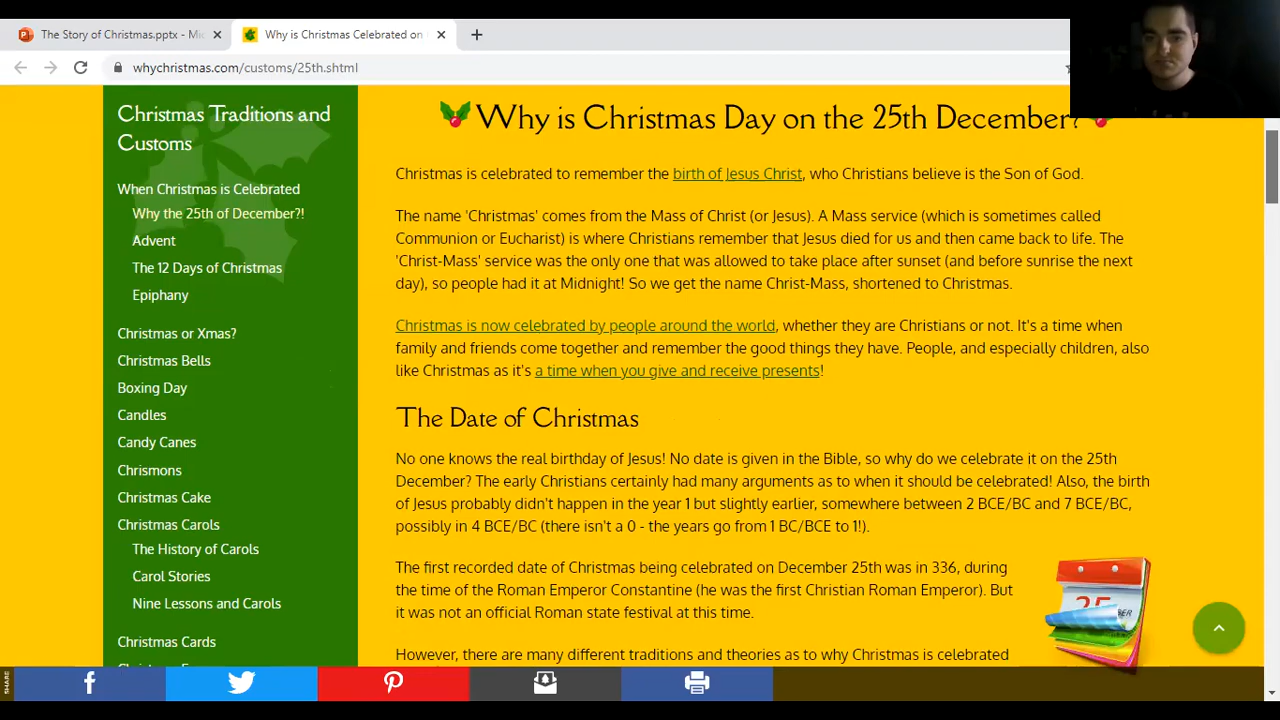 The Story of Christmas.pptx - Mic
Why is Christmas Celebrated on
whychristmas.com/customs/25th.shtml
Christmas Traditions and
Customs
When Christmas is Celebrated
Why the 25th of December?!
Advent
The 12 Days of Christmas
Epiphany
Christmas or Xmas?
Christmas Bells
Boxing Day
Candles
Candy Canes
Chrismons
Christmas Cake
Christmas Carols
The History of Carols
Carol Stories
Nine Lessons and Carols
Christmas Cards
Why is Christmas Day on the 25th December?
Christmas is celebrated to remember the birth of Jesus Christ, who Christians believe is the Son of God.
The name 'Christmas' comes from the Mass of Christ (or Jesus). A Mass service (which is sometimes called
Communion or Eucharist) is where Christians remember that Jesus died for us and then came back to life. The
'Christ-Mass' service was the only one that was allowed to take place after sunset (and before sunrise the next
day), so people had it at Midnight! So we get the name Christ-Mass, shortened to Christmas.
Christmas is now celebrated by people around the world, whether they are Christians or not. It's a time when
family and friends come together and remember the good things they have. People, and especially children, also
like Christmas as it's a time when you give and receive presents!
The Date of Christmas
No one knows the real birthday of Jesus! No date is given in the Bible, so why do we celebrate it on the 25th
December? The early Christians certainly had many arguments as to when it should be celebrated! Also, the birth
of Jesus probably didn't happen in the year 1 but slightly earlier, somewhere between 2 BCE/BC and 7 BCE/BC,
possibly in 4 BCE/BC (there isn't a 0 - the years go from 1 BC/BCE to 1!).
The first recorded date of Christmas being celebrated on December 25th was in 336, during
the time of the Roman Emperor Constantine (he was the first Christian Roman Emperor). But
it was not an official Roman state festival at this time.
However, there are many different traditions and theories as to why Christmas is celebrated
25
SHARE